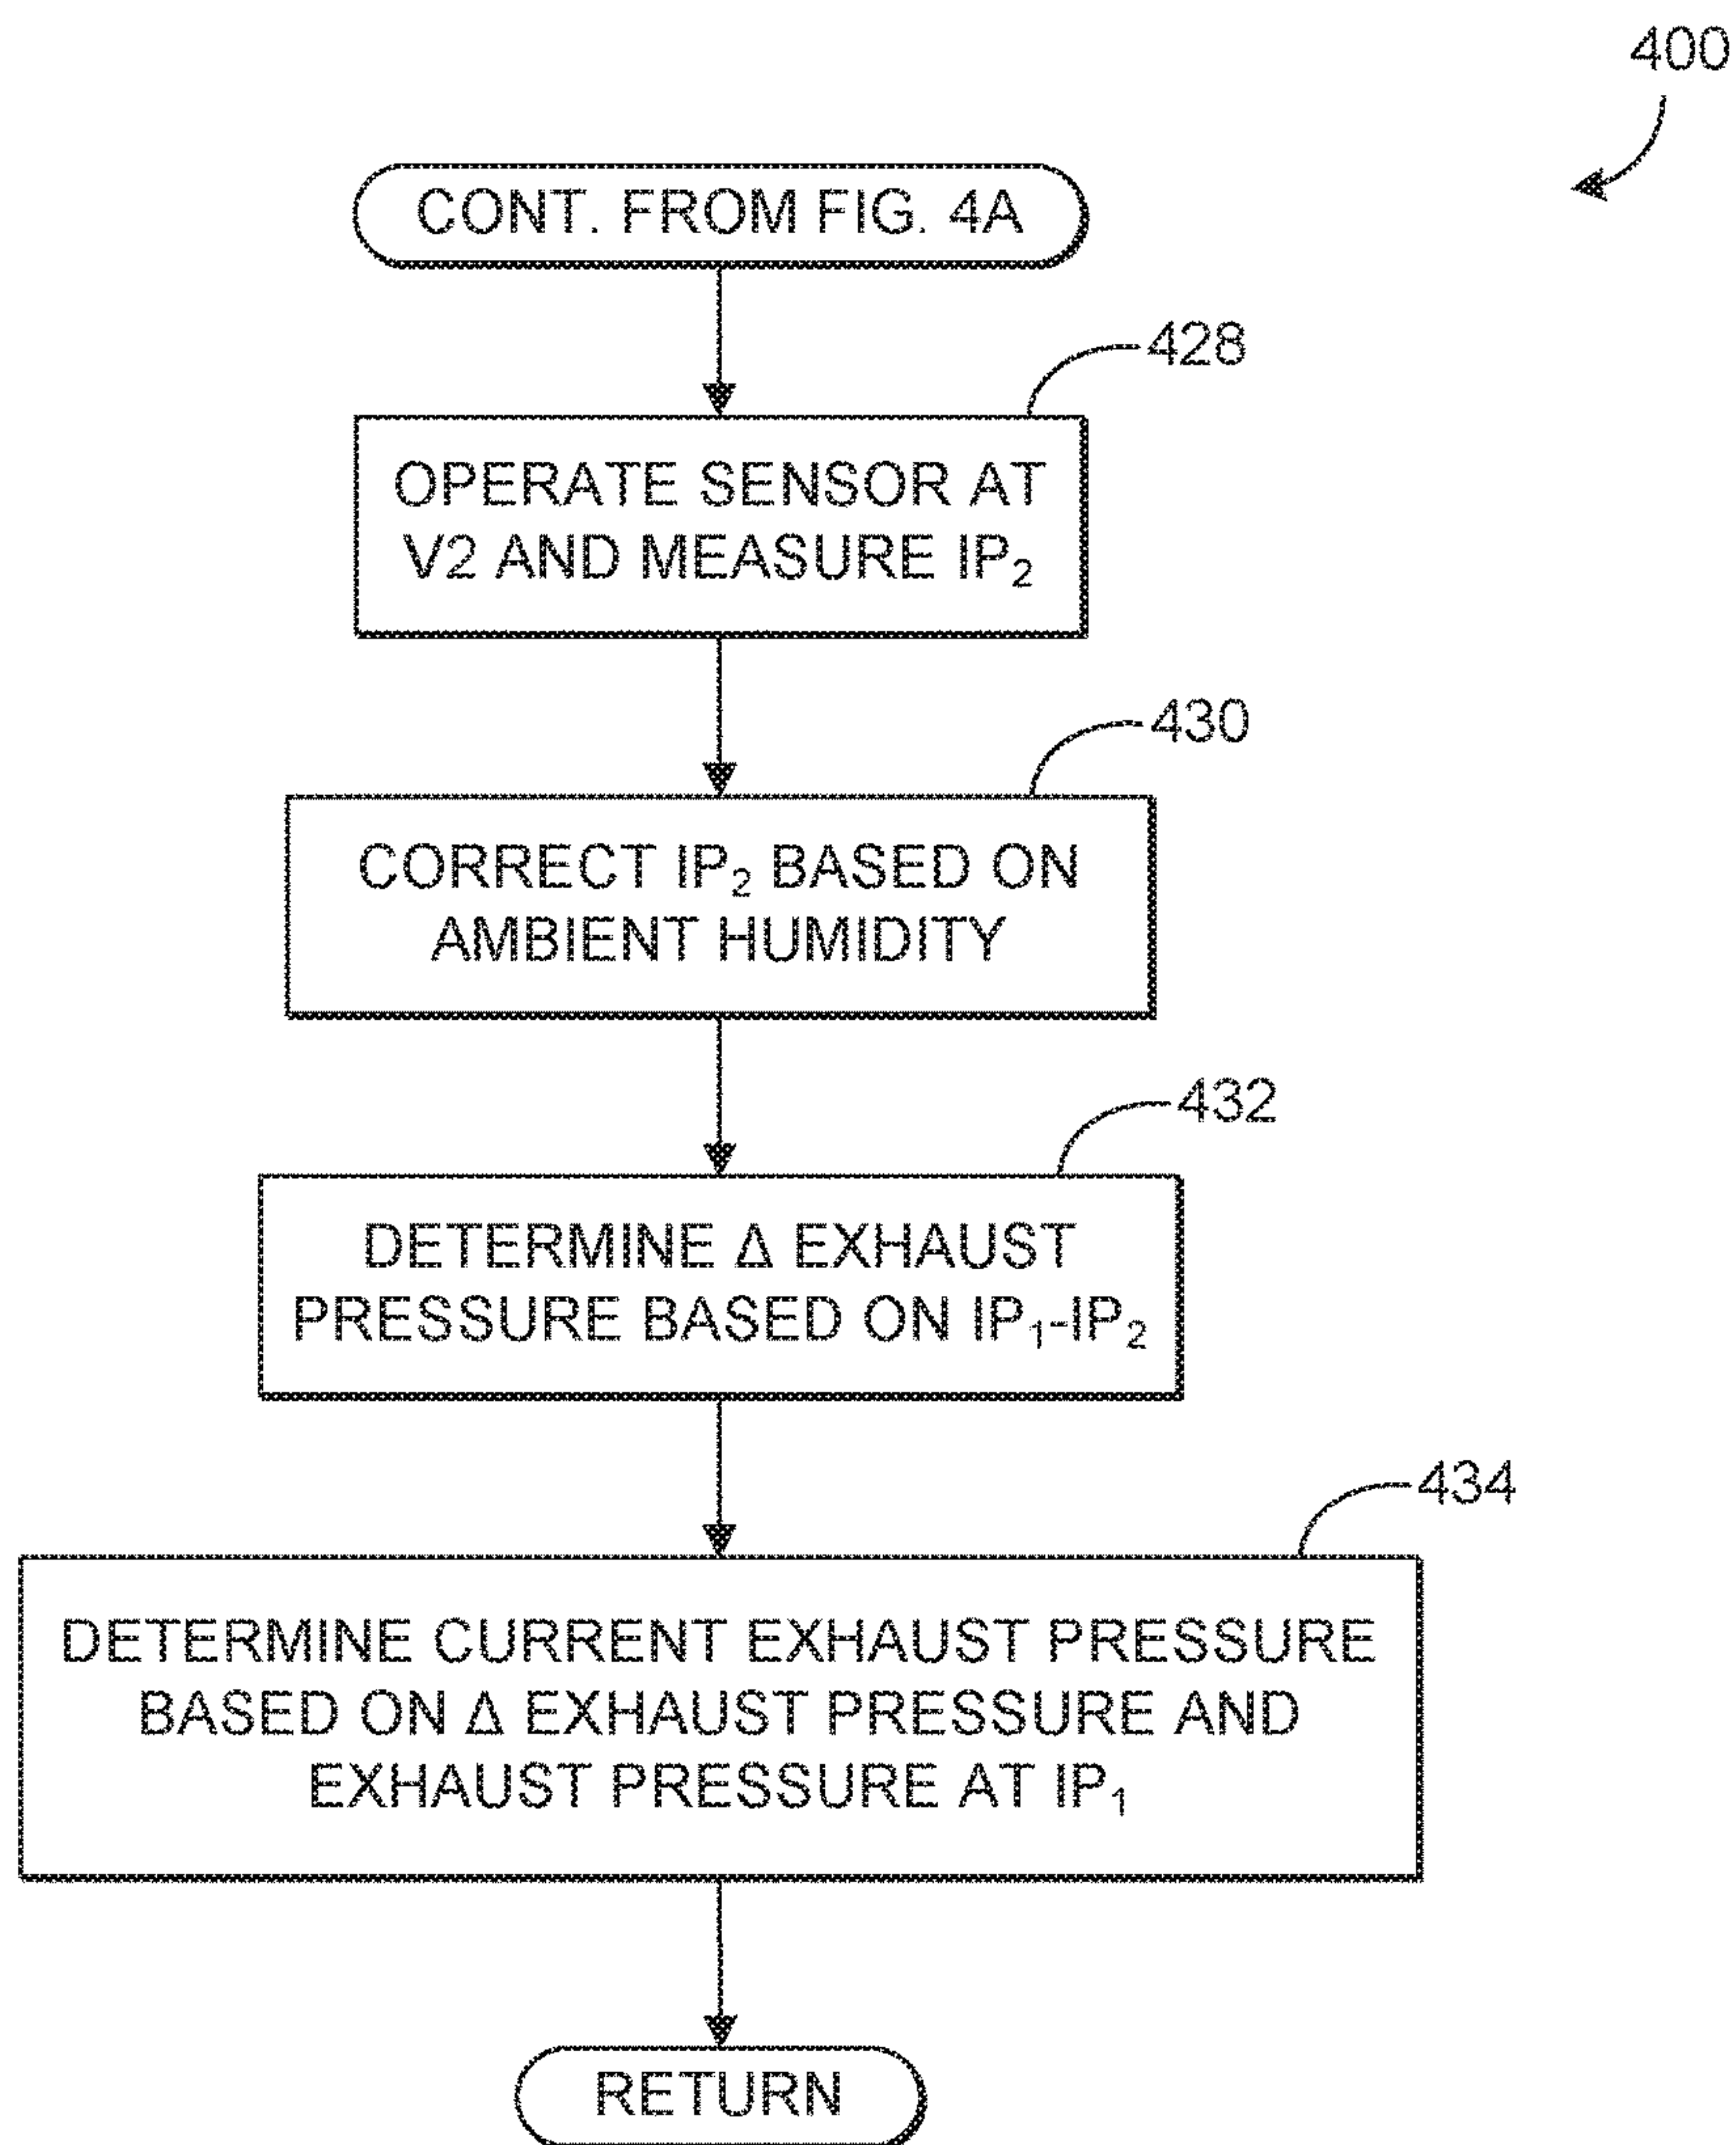 400
CONT. FROM FIG. 4A
428
OPERATE SENSOR AT
V2 AND MEASURE IP₂
430
CORRECT IP₂ BASED ON
AMBIENT HUMIDITY
432
DETERMINE Δ EXHAUST
PRESSURE BASED ON IP₁-IP₂
434
DETERMINE CURRENT EXHAUST PRESSURE
BASED ON Δ EXHAUST PRESSURE AND
EXHAUST PRESSURE AT IP₁
RETURN